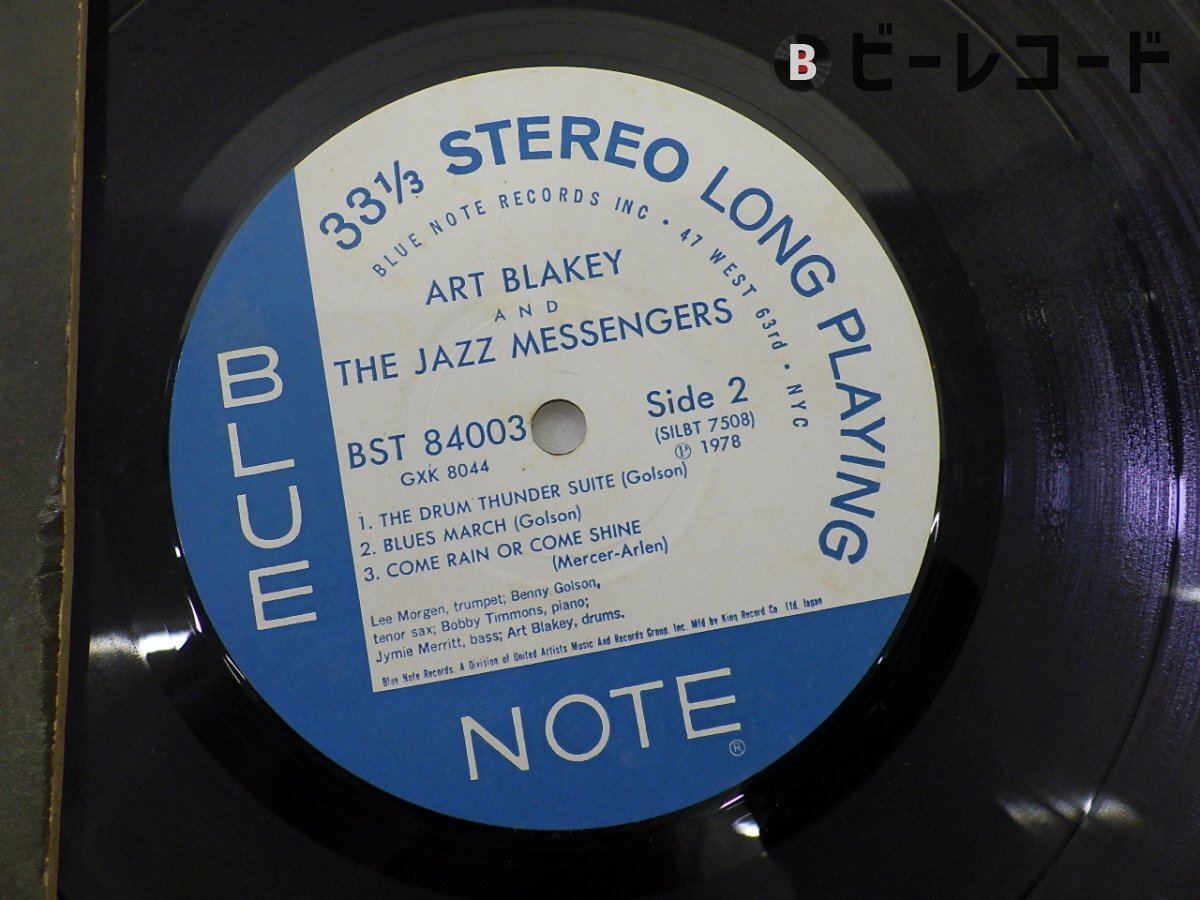 B ビーレコード
33 1/3 STEREO LONG PLAYING
BLUE NOTE RECORDS INC • 47 WEST 63rd • NYC
ART BLAKEY
AND
THE JAZZ MESSENGERS
BST 84003
GXK 8044
Side 2
(SILBT 7508)
Ⓟ 1978
1. THE DRUM THUNDER SUITE (Golson)
2. BLUES MARCH (Golson)
3. COME RAIN OR COME SHINE
(Mercer-Arlen)
Lee Morgen, trumpet; Benny Golson,
tenor sax; Bobby Timmons, piano;
Jymie Merritt, bass; Art Blakey, drums.
Blue Note Records. A Division of United Artists Music And Records Group. Inc. Mfd by King Record Co. Ltd. Japan
BLUE
NOTE ®